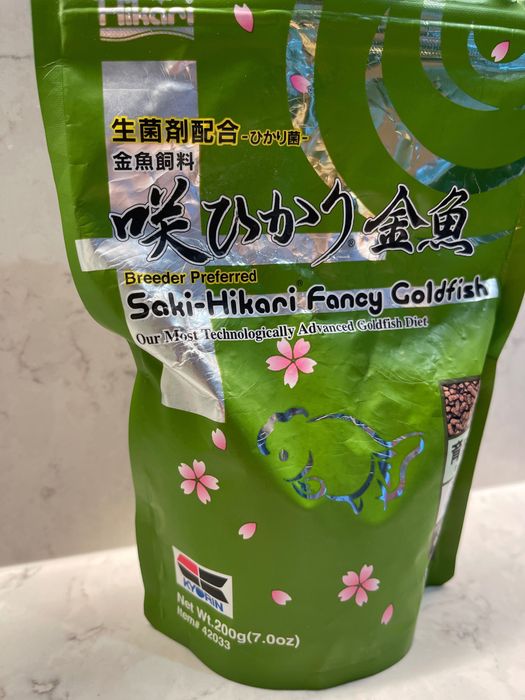 Hikari
生菌剤配合 -ひかり菌-
金魚飼料
咲ひかり® 金魚
Breeder Preferred
Saki-Hikari® Fancy Goldfish
Our Most Technologically Advanced Goldfish Diet
KYORIN
Net Wt.200g(7.0oz)
Item# 42033